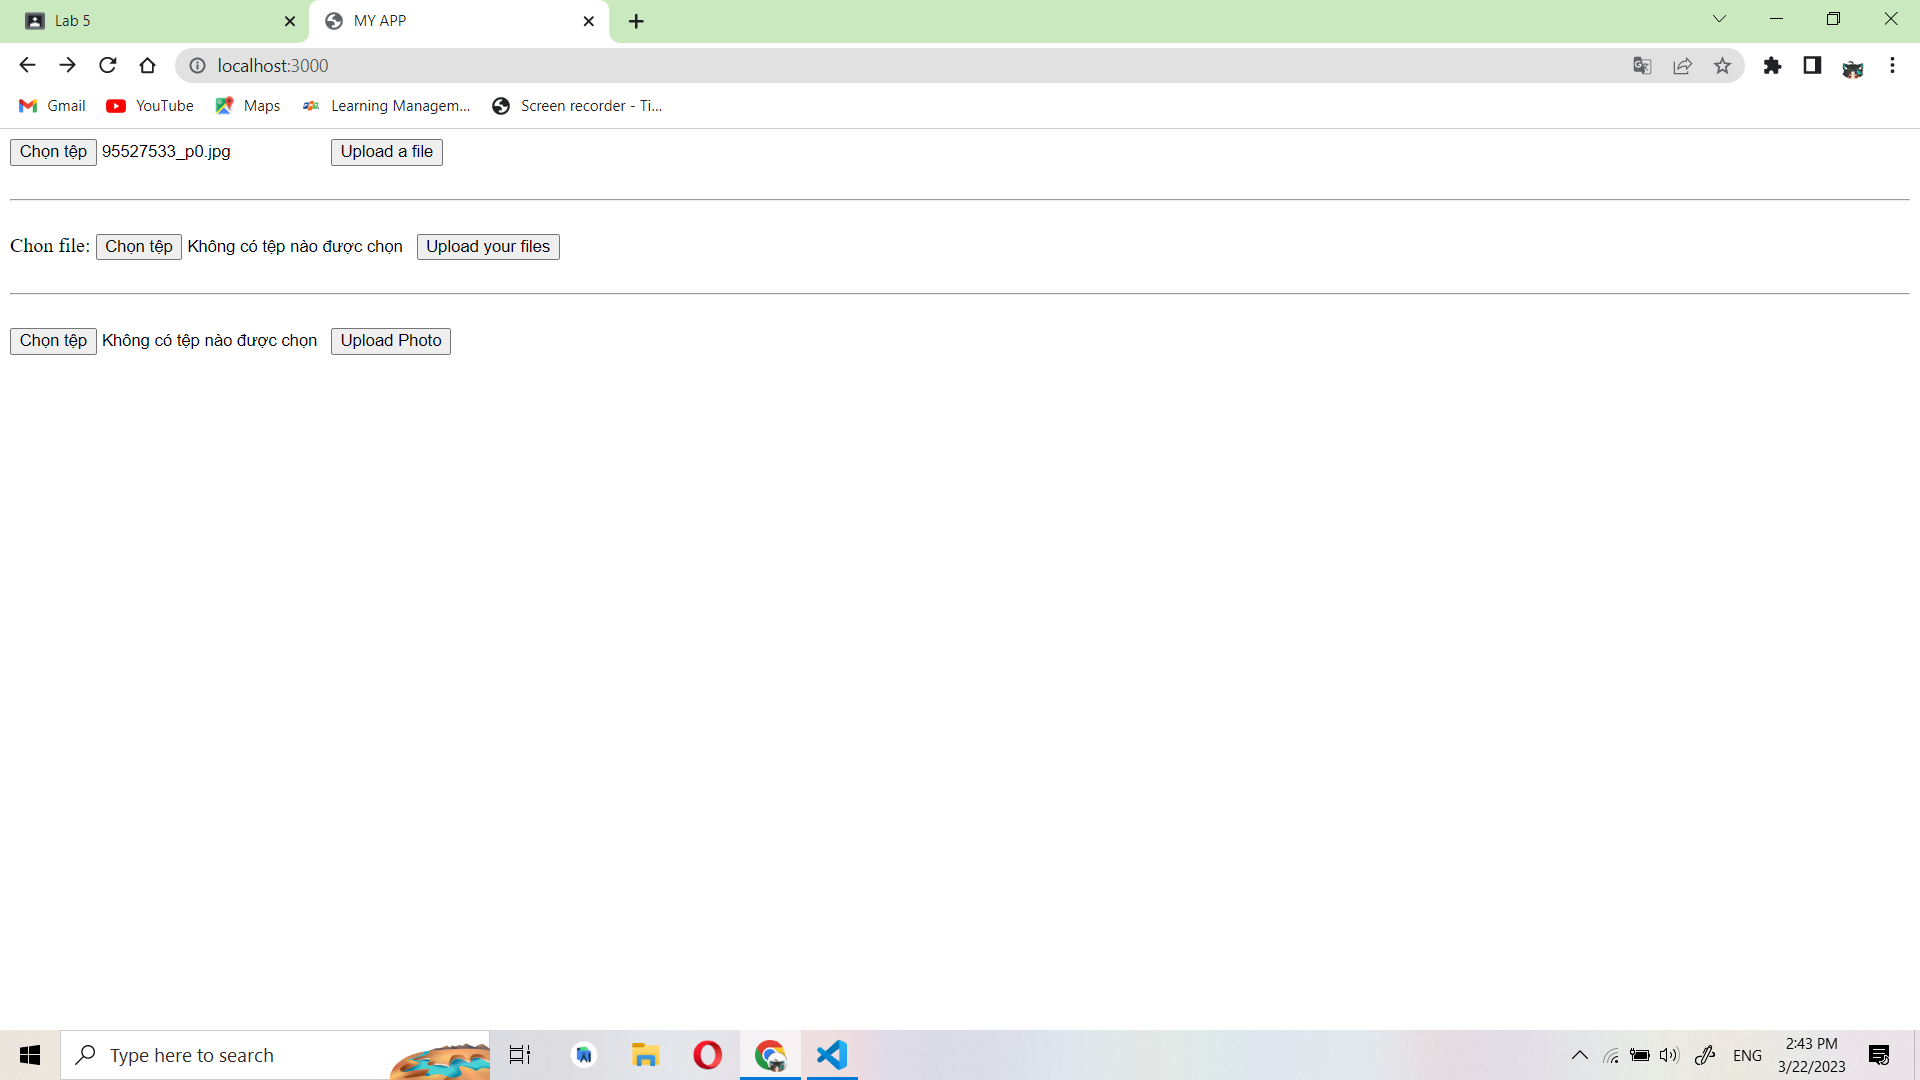 Lab 5
MY APP
localhost:3000
Gmail
YouTube
Maps
Learning Managem...
Screen recorder - Ti...
Chọn tệp 95527533_p0.jpg Upload a file
Chon file: Chọn tệp Không có tệp nào được chọn Upload your files
Chọn tệp Không có tệp nào được chọn Upload Photo
Type here to search
ENG
2:43 PM
3/22/2023